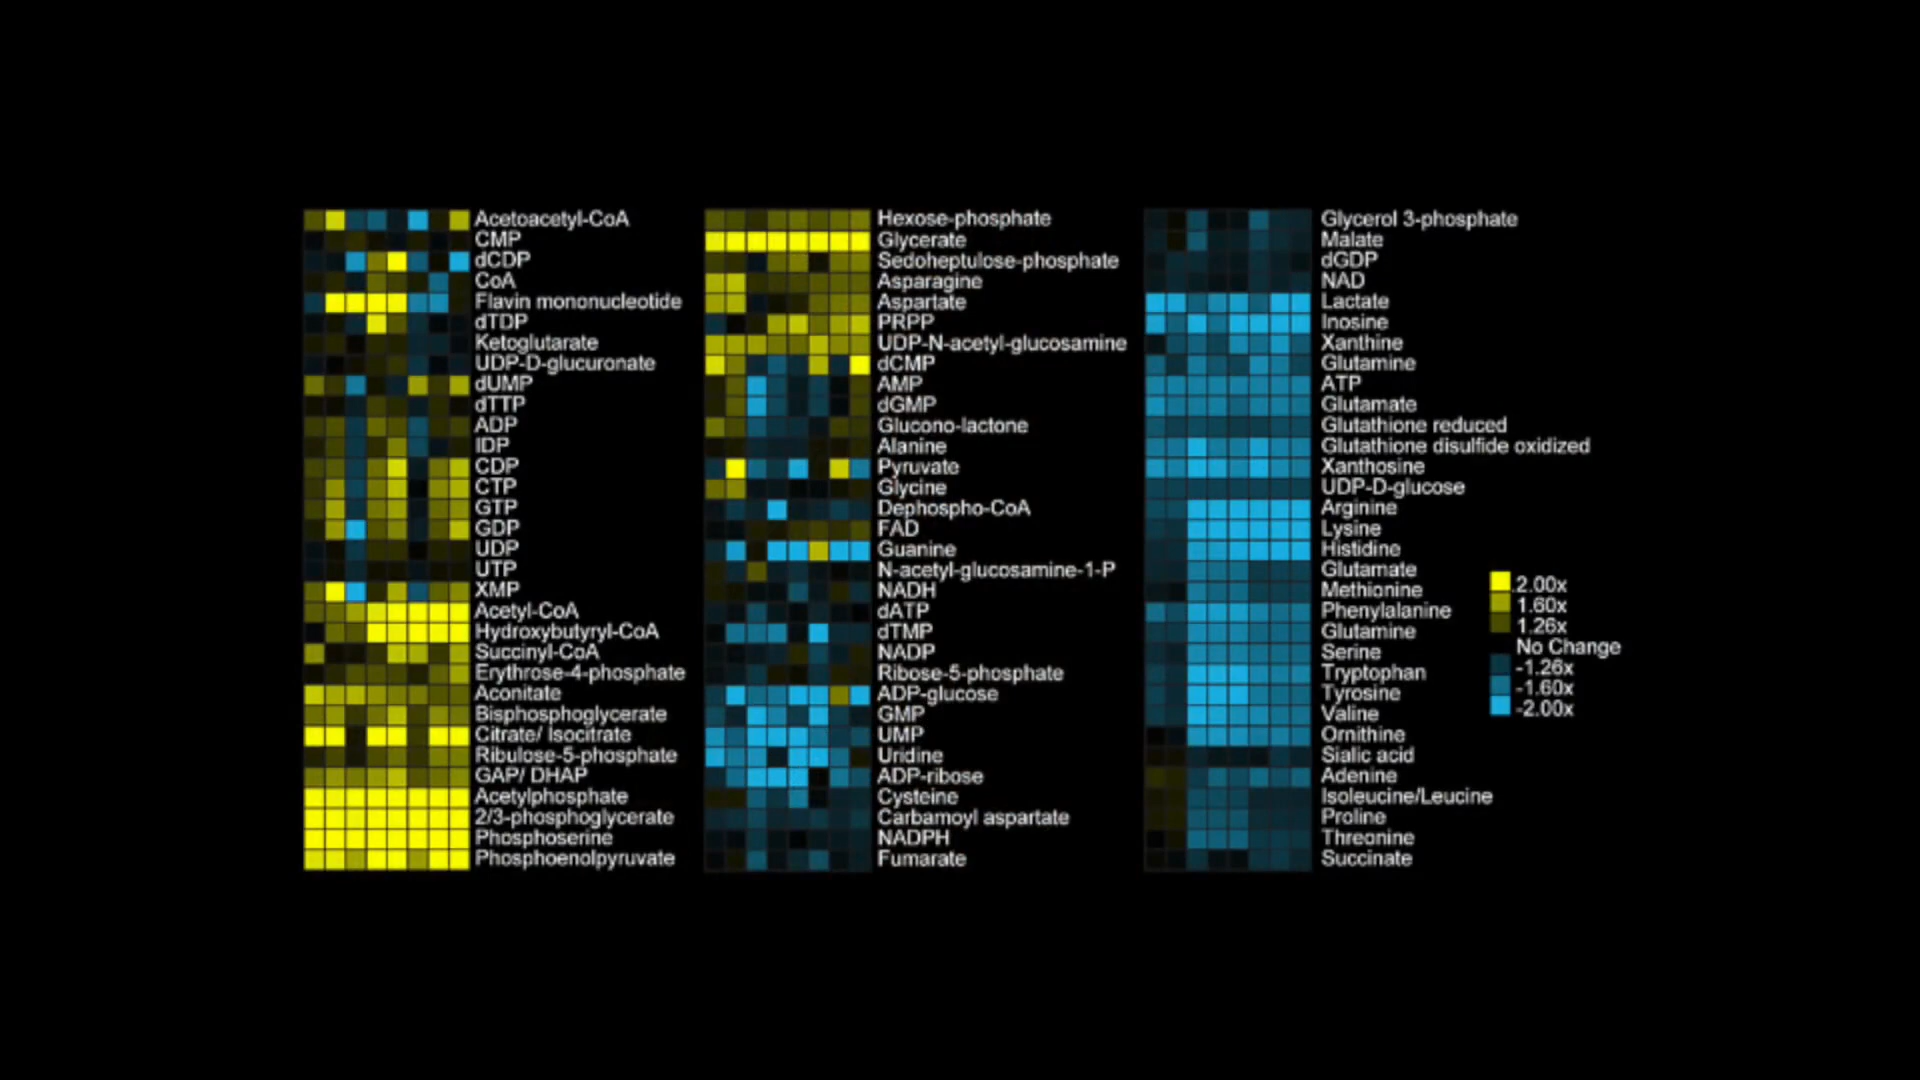 Acetoacetyl-CoA
CMP
dCDP
CoA
Flavin mononucleotide
dTDP
Ketoglutarate
UDP-D-glucuronate
dUMP
dTTP
ADP
IDP
CDP
CTP
GTP
GDP
UDP
UTP
XMP
Acetyl-CoA
Hydroxybutyryl-CoA
Succinyl-CoA
Erythrose-4-phosphate
Aconitate
Bisphosphoglycerate
Citrate/ Isocitrate
Ribulose-5-phosphate
GAP/ DHAP
Acetylphosphate
2/3-phosphoglycerate
Phosphoserine
Phosphoenolpyruvate
Hexose-phosphate
Glycerate
Sedoheptulose-phosphate
Asparagine
Aspartate
PRPP
UDP-N-acetyl-glucosamine
dCMP
AMP
dGMP
Glucono-lactone
Alanine
Pyruvate
Glycine
Dephospho-CoA
FAD
Guanine
N-acetyl-glucosamine-1-P
NADH
dATP
dTMP
NADP
Ribose-5-phosphate
ADP-glucose
GMP
UMP
Uridine
ADP-ribose
Cysteine
Carbamoyl aspartate
NADPH
Fumarate
Glycerol 3-phosphate
Malate
dGDP
NAD
Lactate
Inosine
Xanthine
Glutamine
ATP
Glutamate
Glutathione reduced
Glutathione disulfide oxidized
Xanthosine
UDP-D-glucose
Arginine
Lysine
Histidine
Glutamate
Methionine
Phenylalanine
Glutamine
Serine
Tryptophan
Tyrosine
Valine
Ornithine
Sialic acid
Adenine
Isoleucine/Leucine
Proline
Threonine
Succinate
2.00x
1.60x
1.26x
No Change
-1.26x
-1.60x
-2.00x